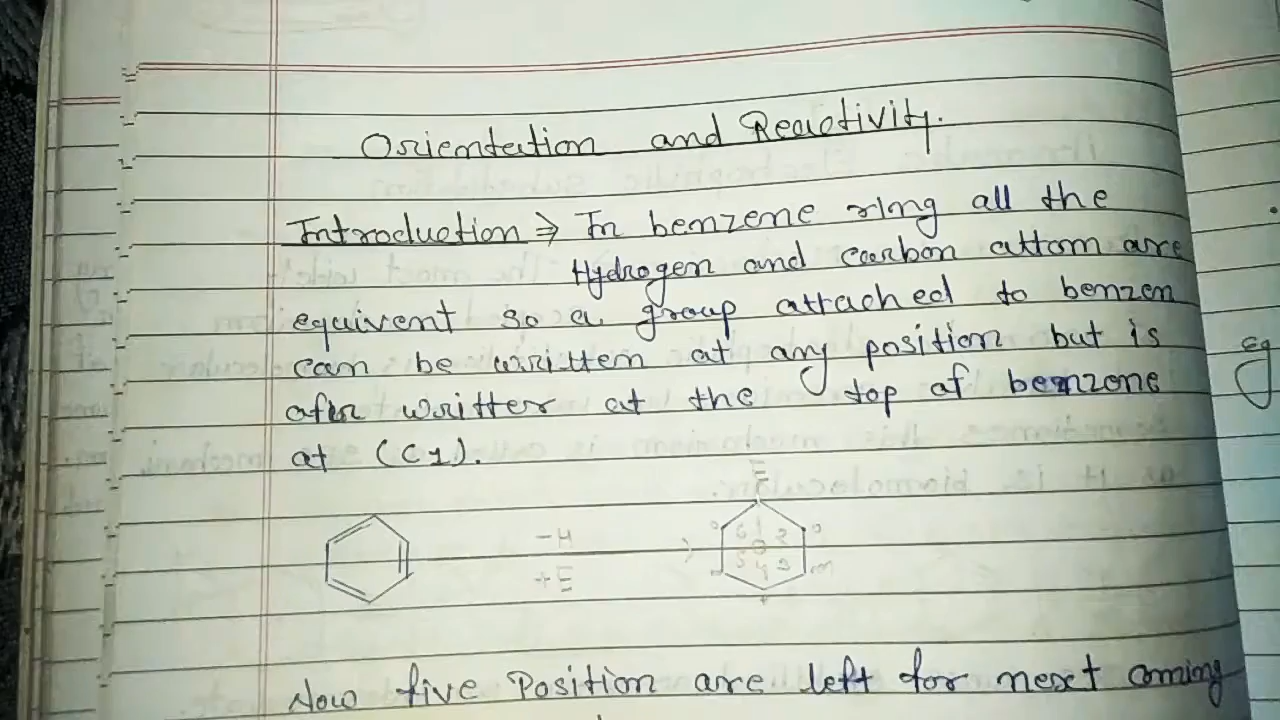 Orientation and Reactivity.
Introduction ⇒ In benzene ring all the
Hydrogen and carbon attom are
equivent so a group attached to benzen
can be written at any position but is
writter at the top of benzene
at (C1).
-H
+E
E
o o
6 1 2
5 4 3
m
Now five Position are left for next coming